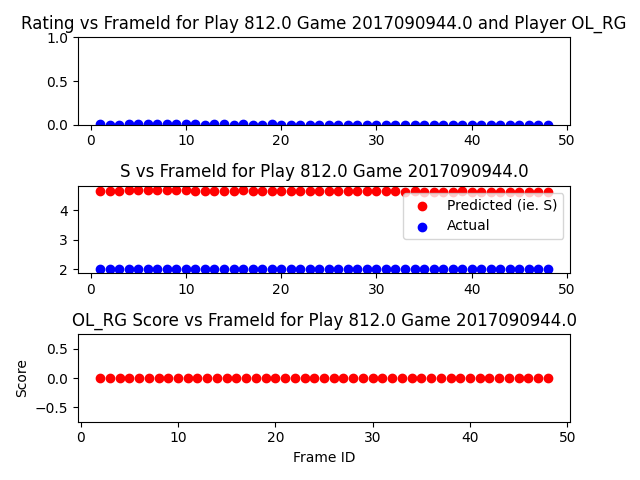 Rating vs FrameId for Play 812.0 Game 2017090944.0 and Player OL_RG
1.0
0.5
0.0
0 10 20 30 40 50
S vs FrameId for Play 812.0 Game 2017090944.0
4
3
2
Predicted (ie. S)
Actual
0 10 20 30 40 50
OL_RG Score vs FrameId for Play 812.0 Game 2017090944.0
Score
0.5
0.0
−0.5
0 10 20 30 40 50
Frame ID